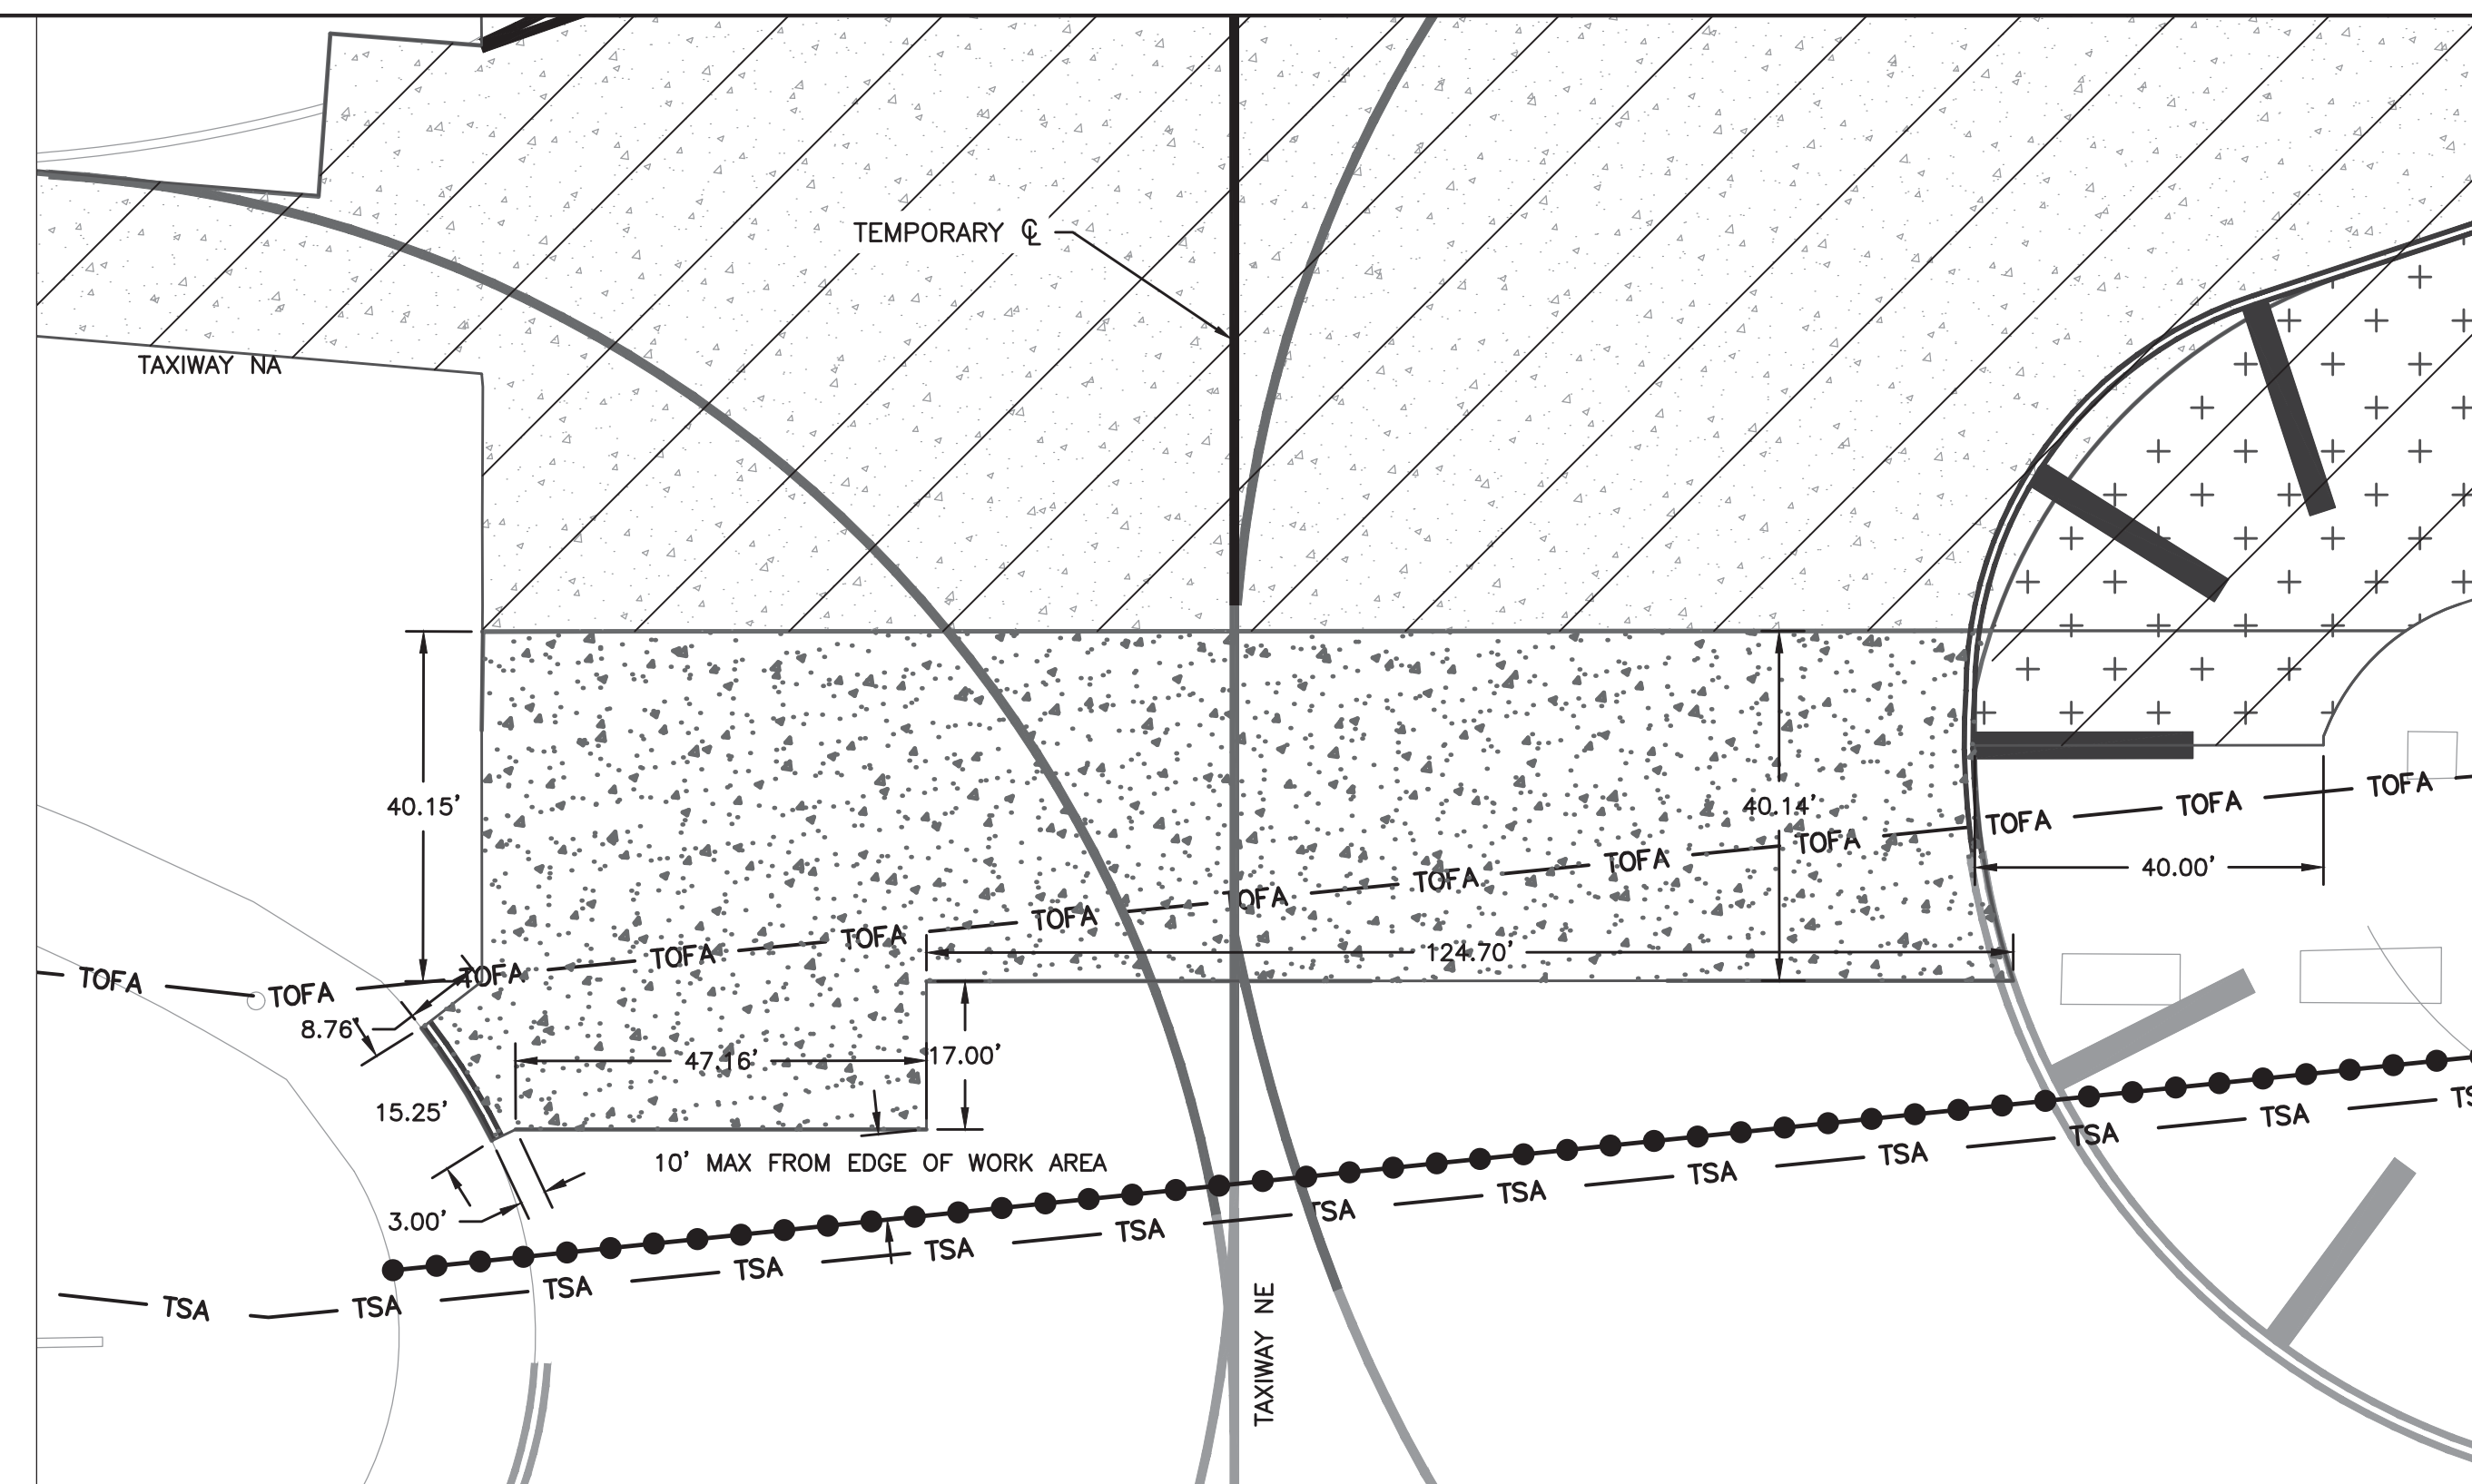 TEMPORARY ℄
TAXIWAY NA
40.15'
40.14'
TOFA TOFA TOFA TOFA TOFA TOFA TOFA TOFA TOFA TOFA TOFA TOFA TOFA
40.00'
124.70'
8.76'
47.16'
17.00'
15.25'
10' MAX FROM EDGE OF WORK AREA
3.00'
TSA TSA TSA TSA TSA TSA TSA TSA TSA TSA TSA TSA TS
TAXIWAY NE